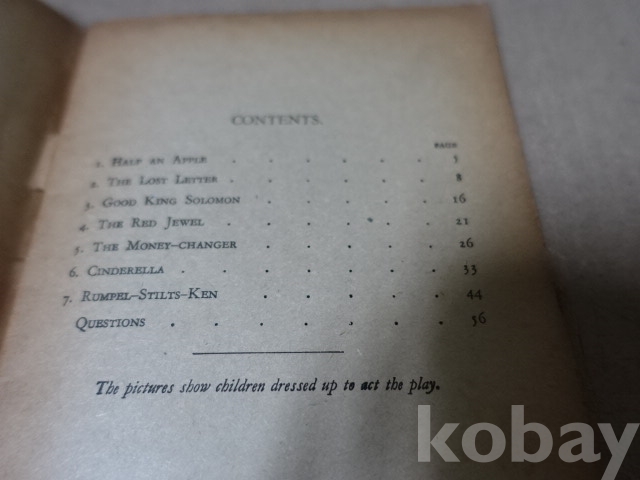 CONTENTS.
PAGE
1. HALF AN APPLE . . . . . . 5
2. THE LOST LETTER . . . . . . 8
3. GOOD KING SOLOMON . . . . . 16
4. THE RED JEWEL . . . . . . 21
5. THE MONEY–CHANGER . . . . . 26
6. CINDERELLA . . . . . . . 33
7. RUMPEL–STILTS–KEN . . . . . 44
QUESTIONS . . . . . . . 56
The pictures show children dressed up to act the play.
kobay